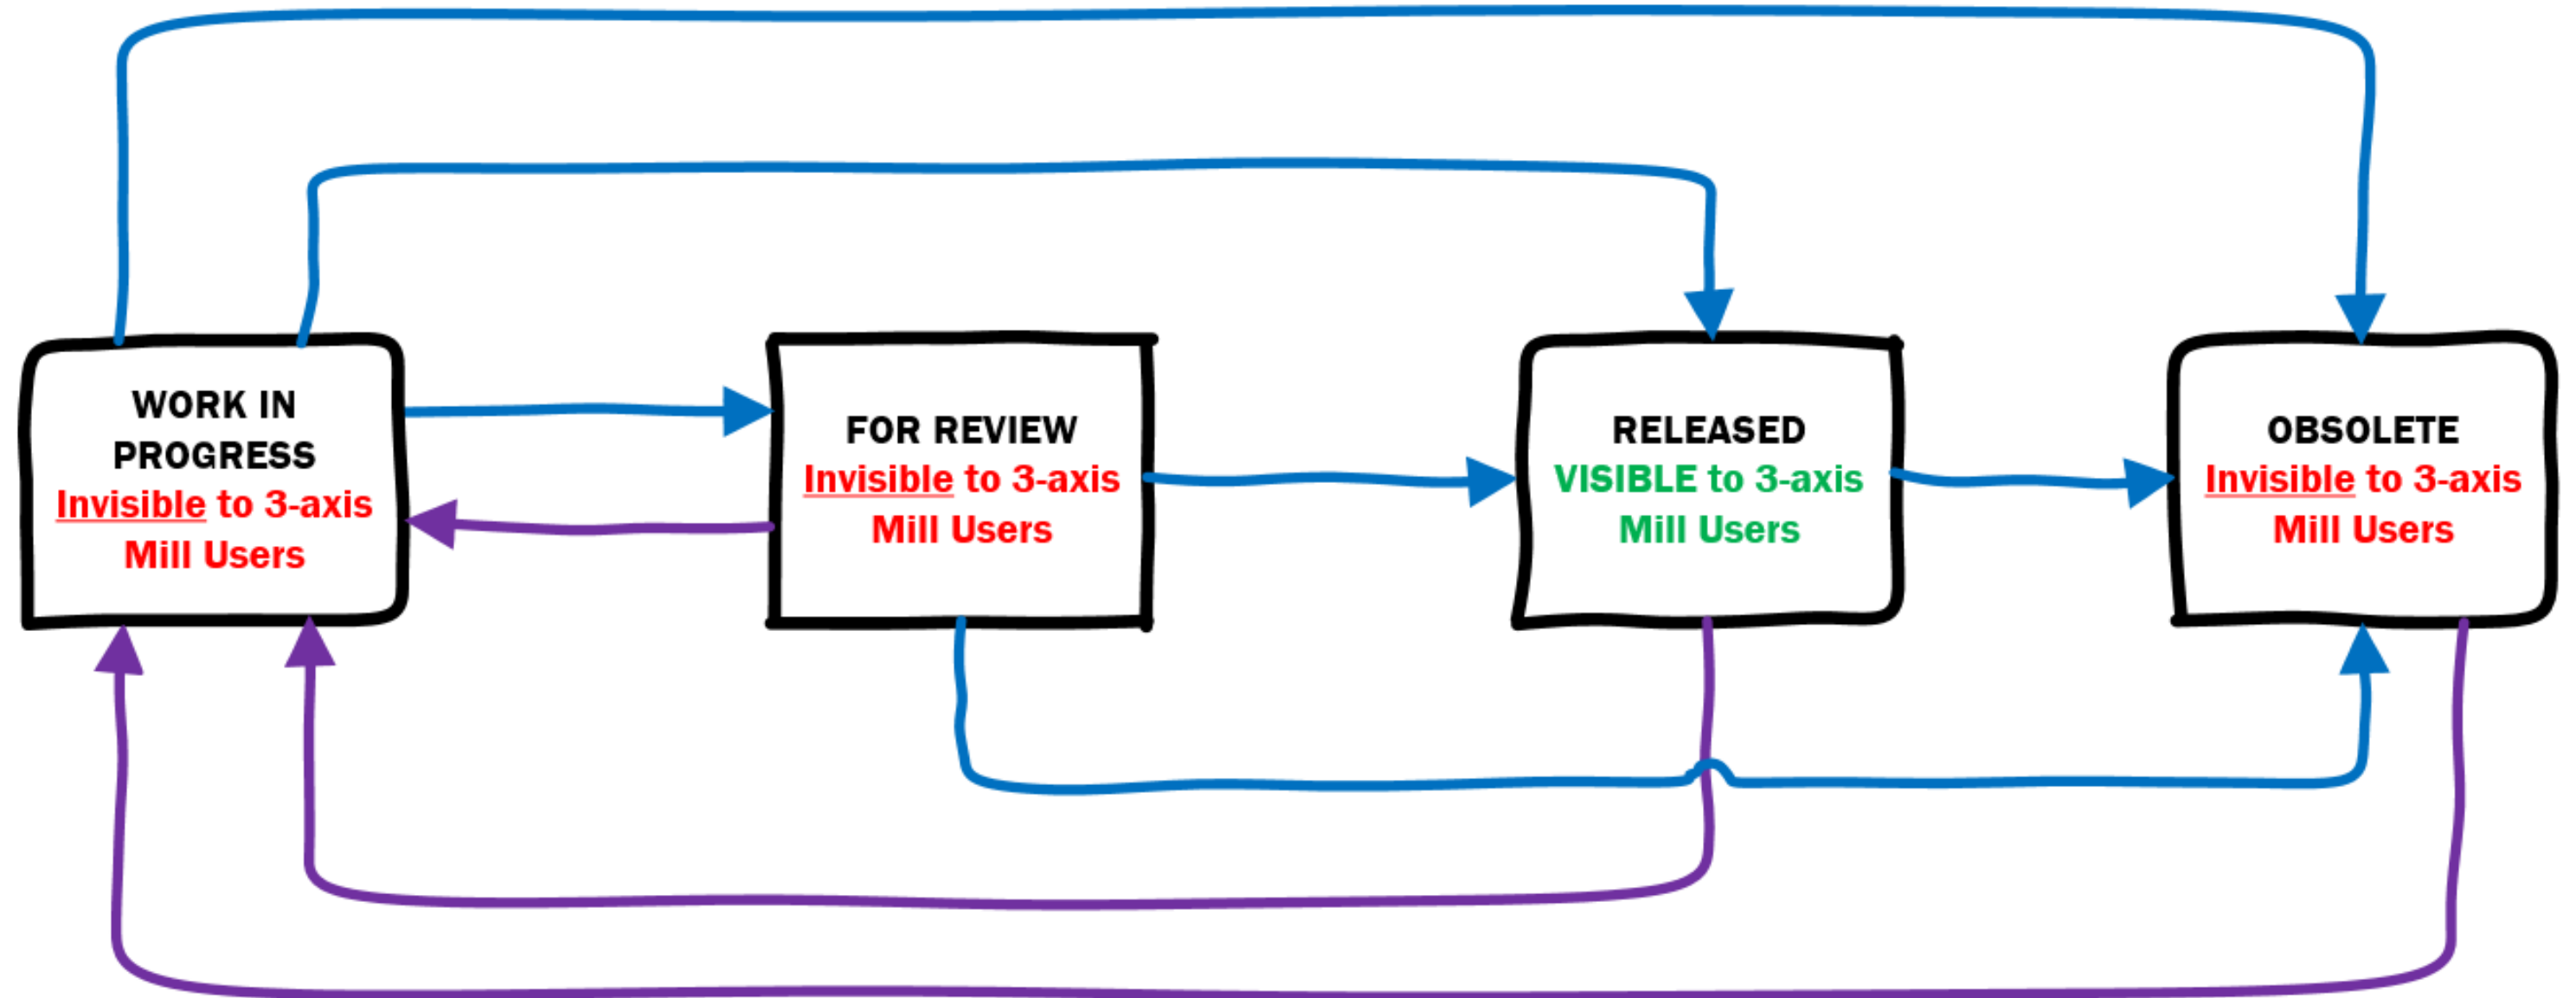 WORK IN
PROGRESS
Invisible to 3-axis
Mill Users
FOR REVIEW
Invisible to 3-axis
Mill Users
RELEASED
VISIBLE to 3-axis
Mill Users
OBSOLETE
Invisible to 3-axis
Mill Users